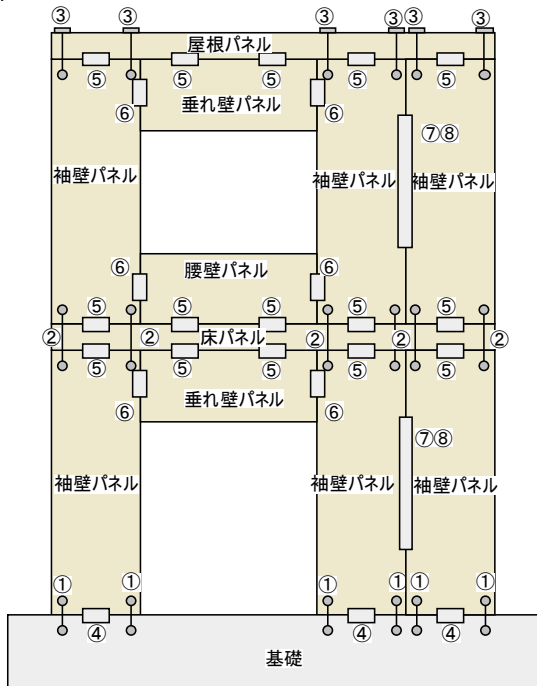 ③ ③ ③ ③ ③ ③
屋根パネル
⑤ ⑤ ⑤ ⑤ ⑤
⑥ 垂れ壁パネル ⑥
⑦⑧
袖壁パネル 袖壁パネル 袖壁パネル
⑥ 腰壁パネル ⑥
⑤ ⑤ ⑤ ⑤ ⑤
② ② 床パネル ② ② ②
⑤ ⑤ ⑤ ⑤ ⑤
⑥ 垂れ壁パネル ⑥
⑦⑧
袖壁パネル 袖壁パネル 袖壁パネル
① ① ① ① ① ①
④ ④ ④
基礎